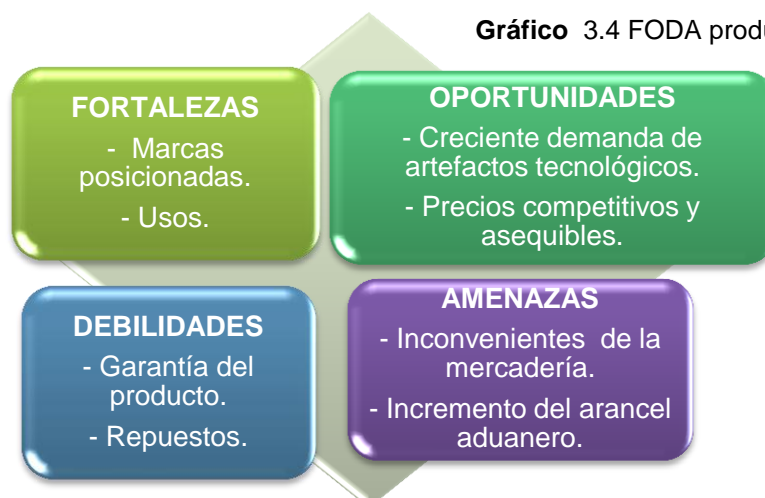 Gráfico 3.4 FODA produ
FORTALEZAS
- Marcas
posicionadas.
- Usos.
OPORTUNIDADES
- Creciente demanda de
artefactos tecnológicos.
- Precios competitivos y
asequibles.
DEBILIDADES
- Garantía del
producto.
- Repuestos.
AMENAZAS
- Inconvenientes de la
mercadería.
- Incremento del arancel
aduanero.